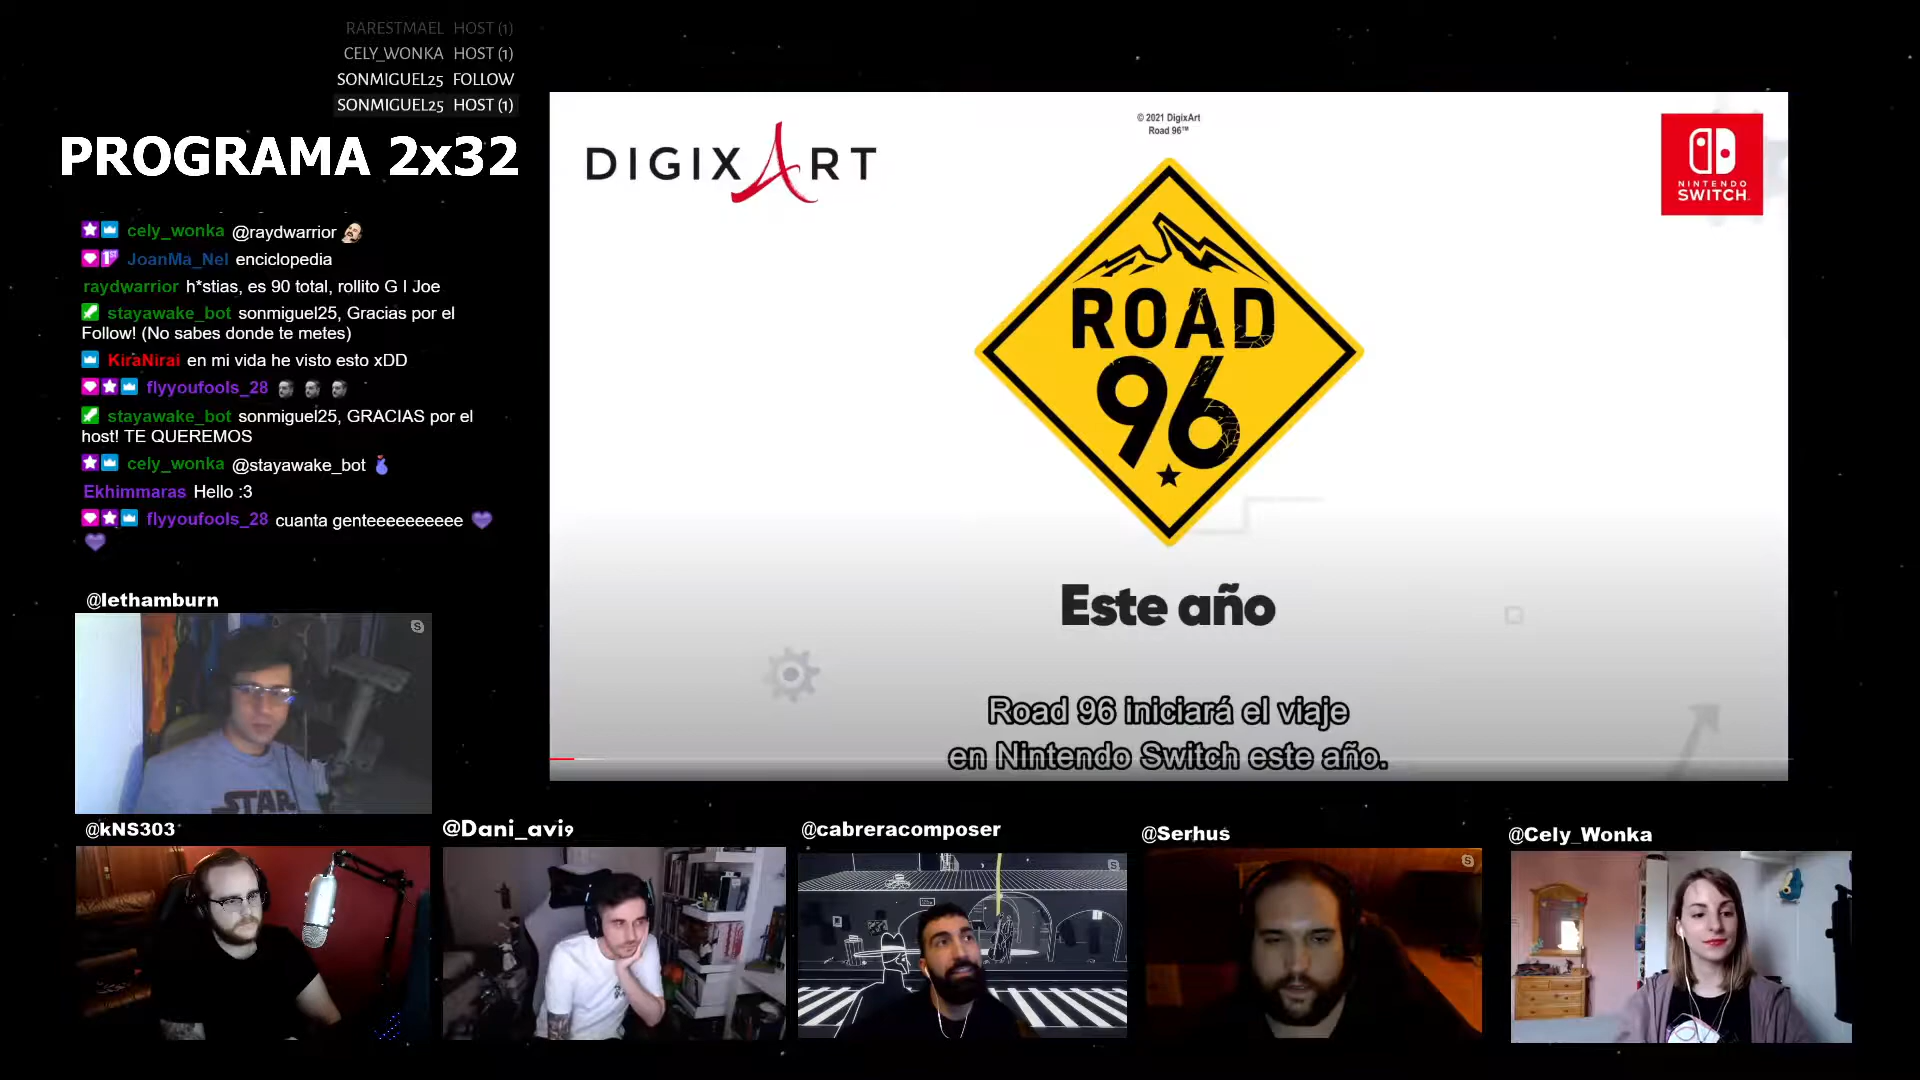 RARESTMAEL HOST (1)
CELY_WONKA HOST (1)
SONMIGUEL25 FOLLOW
SONMIGUEL25 HOST (1)
PROGRAMA 2x32
cely_wonka @raydwarrior
JoanMa_Nel enciclopedia
raydwarrior h*stias, es 90 total, rollito G I Joe
stayawake_bot sonmiguel25, Gracias por el
Follow! (No sabes donde te metes)
KiraNirai en mi vida he visto esto xDD
flyyoufools_28
stayawake_bot sonmiguel25, GRACIAS por el
host! TE QUEREMOS
cely_wonka @stayawake_bot
Ekhimmaras Hello :3
flyyoufools_28 cuanta genteeeeeeeeee
DIGIXART
© 2021 DigixArt
Road 96™
NINTENDO
SWITCH
ROAD
96
Este año
Road 96 iniciará el viaje
en Nintendo Switch este año.
@lethamburn
STAR
@kNS303
@Dani_avi9
@cabreracomposer
@Serhus
@Cely_Wonka